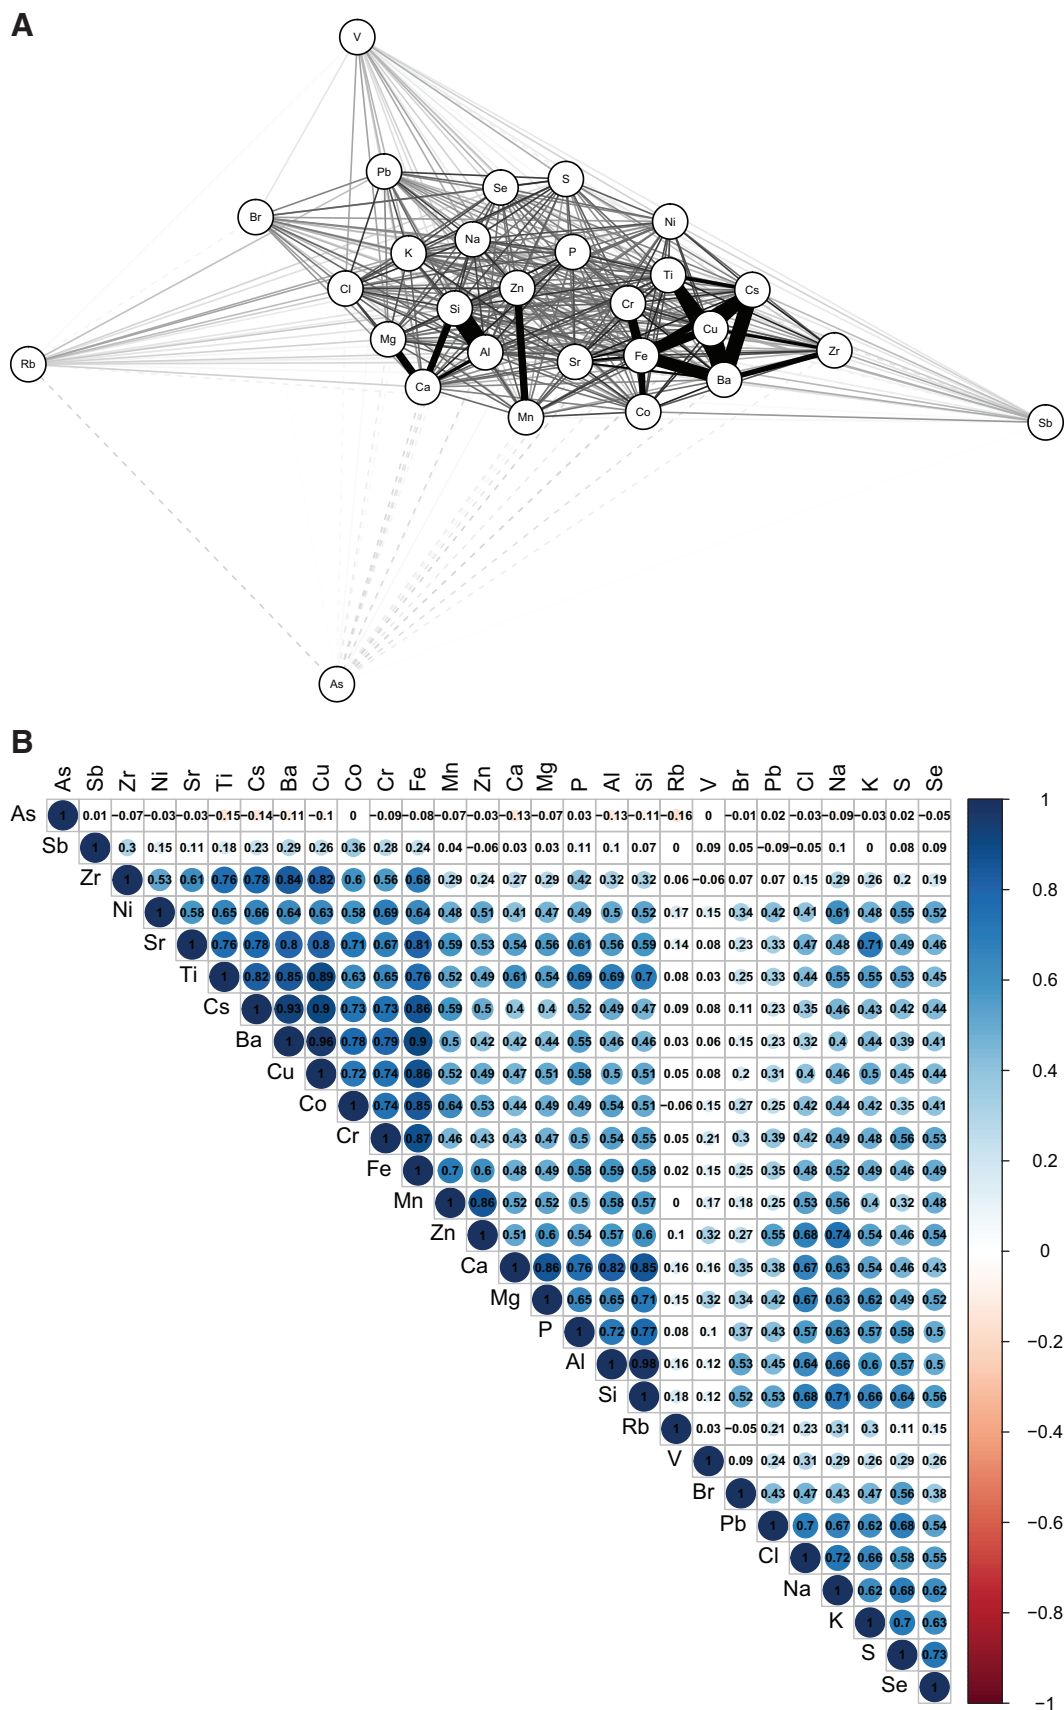 A
V
Pb
Se
S
Br
Ni
Na
K
P
Ti
Cl
Zn
Cs
Cr
Si
Cu
Mg
Al
Fe
Zr
Sr
Rb
Ba
Ca
Co
Mn
Sb
As
B
As Sb Zr Ni Sr Ti Cs Ba Cu Co Cr Fe Mn Zn Ca Mg P Al Si Rb V Br Pb Cl Na K S Se
As 1 0.01 −0.07 −0.03 −0.03 −0.15 −0.14 −0.11 −0.1 0 −0.09 −0.08 −0.07 −0.03 −0.13 −0.07 0.03 −0.13 −0.11 −0.16 0 −0.01 0.02 −0.03 −0.09 −0.03 0.02 −0.05
Sb 1 0.3 0.15 0.11 0.18 0.23 0.29 0.26 0.36 0.28 0.24 0.04 −0.06 0.03 0.03 0.11 0.1 0.07 0 0.09 0.05 −0.09 −0.05 0.1 0 0.08 0.09
Zr 1 0.53 0.61 0.76 0.78 0.84 0.82 0.6 0.56 0.68 0.29 0.24 0.27 0.29 0.42 0.32 0.32 0.06 −0.06 0.07 0.07 0.15 0.29 0.26 0.2 0.19
Ni 1 0.58 0.65 0.66 0.64 0.63 0.58 0.69 0.64 0.48 0.51 0.41 0.47 0.49 0.5 0.52 0.17 0.15 0.34 0.42 0.41 0.61 0.48 0.55 0.52
Sr 1 0.76 0.78 0.8 0.8 0.71 0.67 0.81 0.59 0.53 0.54 0.56 0.61 0.56 0.59 0.14 0.08 0.23 0.33 0.47 0.48 0.71 0.49 0.46
Ti 1 0.82 0.85 0.89 0.63 0.65 0.76 0.52 0.49 0.61 0.54 0.69 0.69 0.7 0.08 0.03 0.25 0.33 0.44 0.55 0.55 0.53 0.45
Cs 1 0.93 0.9 0.73 0.73 0.86 0.59 0.5 0.4 0.4 0.52 0.49 0.47 0.09 0.08 0.11 0.23 0.35 0.46 0.43 0.42 0.44
Ba 1 0.96 0.78 0.79 0.9 0.5 0.42 0.42 0.44 0.55 0.46 0.46 0.03 0.06 0.15 0.23 0.32 0.4 0.44 0.39 0.41
Cu 1 0.72 0.74 0.86 0.52 0.49 0.47 0.51 0.58 0.5 0.51 0.05 0.08 0.2 0.31 0.4 0.46 0.5 0.45 0.44
Co 1 0.74 0.85 0.64 0.53 0.44 0.49 0.49 0.54 0.51 −0.06 0.15 0.27 0.25 0.42 0.44 0.42 0.35 0.41
Cr 1 0.87 0.46 0.43 0.43 0.47 0.5 0.54 0.55 0.05 0.21 0.3 0.39 0.42 0.49 0.48 0.56 0.53
Fe 1 0.7 0.6 0.48 0.49 0.58 0.59 0.58 0.02 0.15 0.25 0.35 0.48 0.52 0.49 0.46 0.49
Mn 1 0.86 0.52 0.52 0.5 0.58 0.57 0 0.17 0.18 0.25 0.53 0.56 0.4 0.32 0.48
Zn 1 0.51 0.6 0.54 0.57 0.6 0.1 0.32 0.27 0.55 0.68 0.74 0.54 0.46 0.54
Ca 1 0.86 0.76 0.82 0.85 0.16 0.16 0.35 0.38 0.67 0.63 0.54 0.46 0.43
Mg 1 0.65 0.65 0.71 0.15 0.32 0.34 0.42 0.67 0.63 0.62 0.49 0.52
P 1 0.72 0.77 0.08 0.1 0.37 0.43 0.57 0.63 0.57 0.58 0.5
Al 1 0.98 0.16 0.12 0.53 0.45 0.64 0.66 0.6 0.57 0.5
Si 1 0.18 0.12 0.52 0.53 0.68 0.71 0.66 0.64 0.56
Rb 1 0.03 −0.05 0.21 0.23 0.31 0.3 0.11 0.15
V 1 0.09 0.24 0.31 0.29 0.26 0.29 0.26
Br 1 0.43 0.47 0.43 0.47 0.56 0.38
Pb 1 0.7 0.67 0.62 0.68 0.54
Cl 1 0.72 0.66 0.58 0.55
Na 1 0.62 0.68 0.62
K 1 0.7 0.63
S 1 0.73
Se 1
1
0.8
0.6
0.4
0.2
0
−0.2
−0.4
−0.6
−0.8
−1